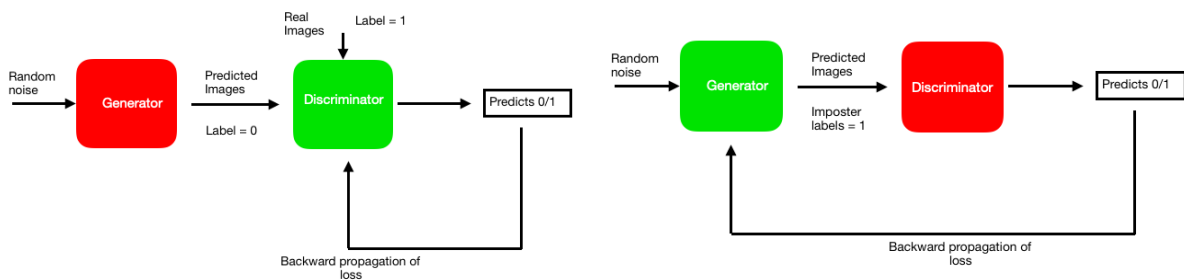 Real
Images
Label = 1
Random
noise
Generator
Predicted
Images
Label = 0
Discriminator
Predicts 0/1
Backward propagation of
loss
Random
noise
Generator
Predicted
Images
Imposter
labels = 1
Discriminator
Predicts 0/1
Backward propagation of
loss